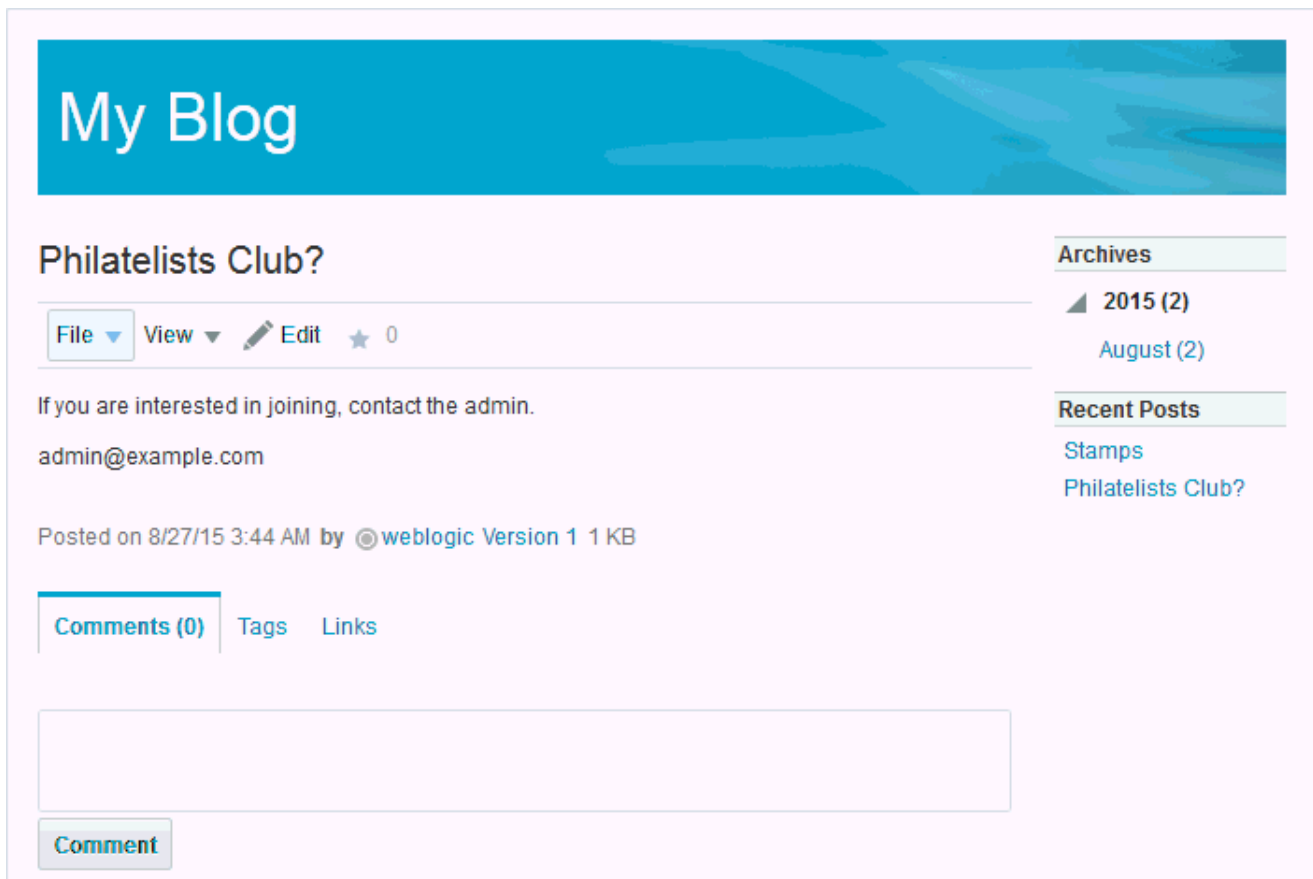 My Blog
Philatelists Club?
File View Edit 0
If you are interested in joining, contact the admin.
admin@example.com
Posted on 8/27/15 3:44 AM by weblogic Version 1 1 KB
Comments (0) Tags Links
Comment
Archives
2015 (2)
August (2)
Recent Posts
Stamps
Philatelists Club?